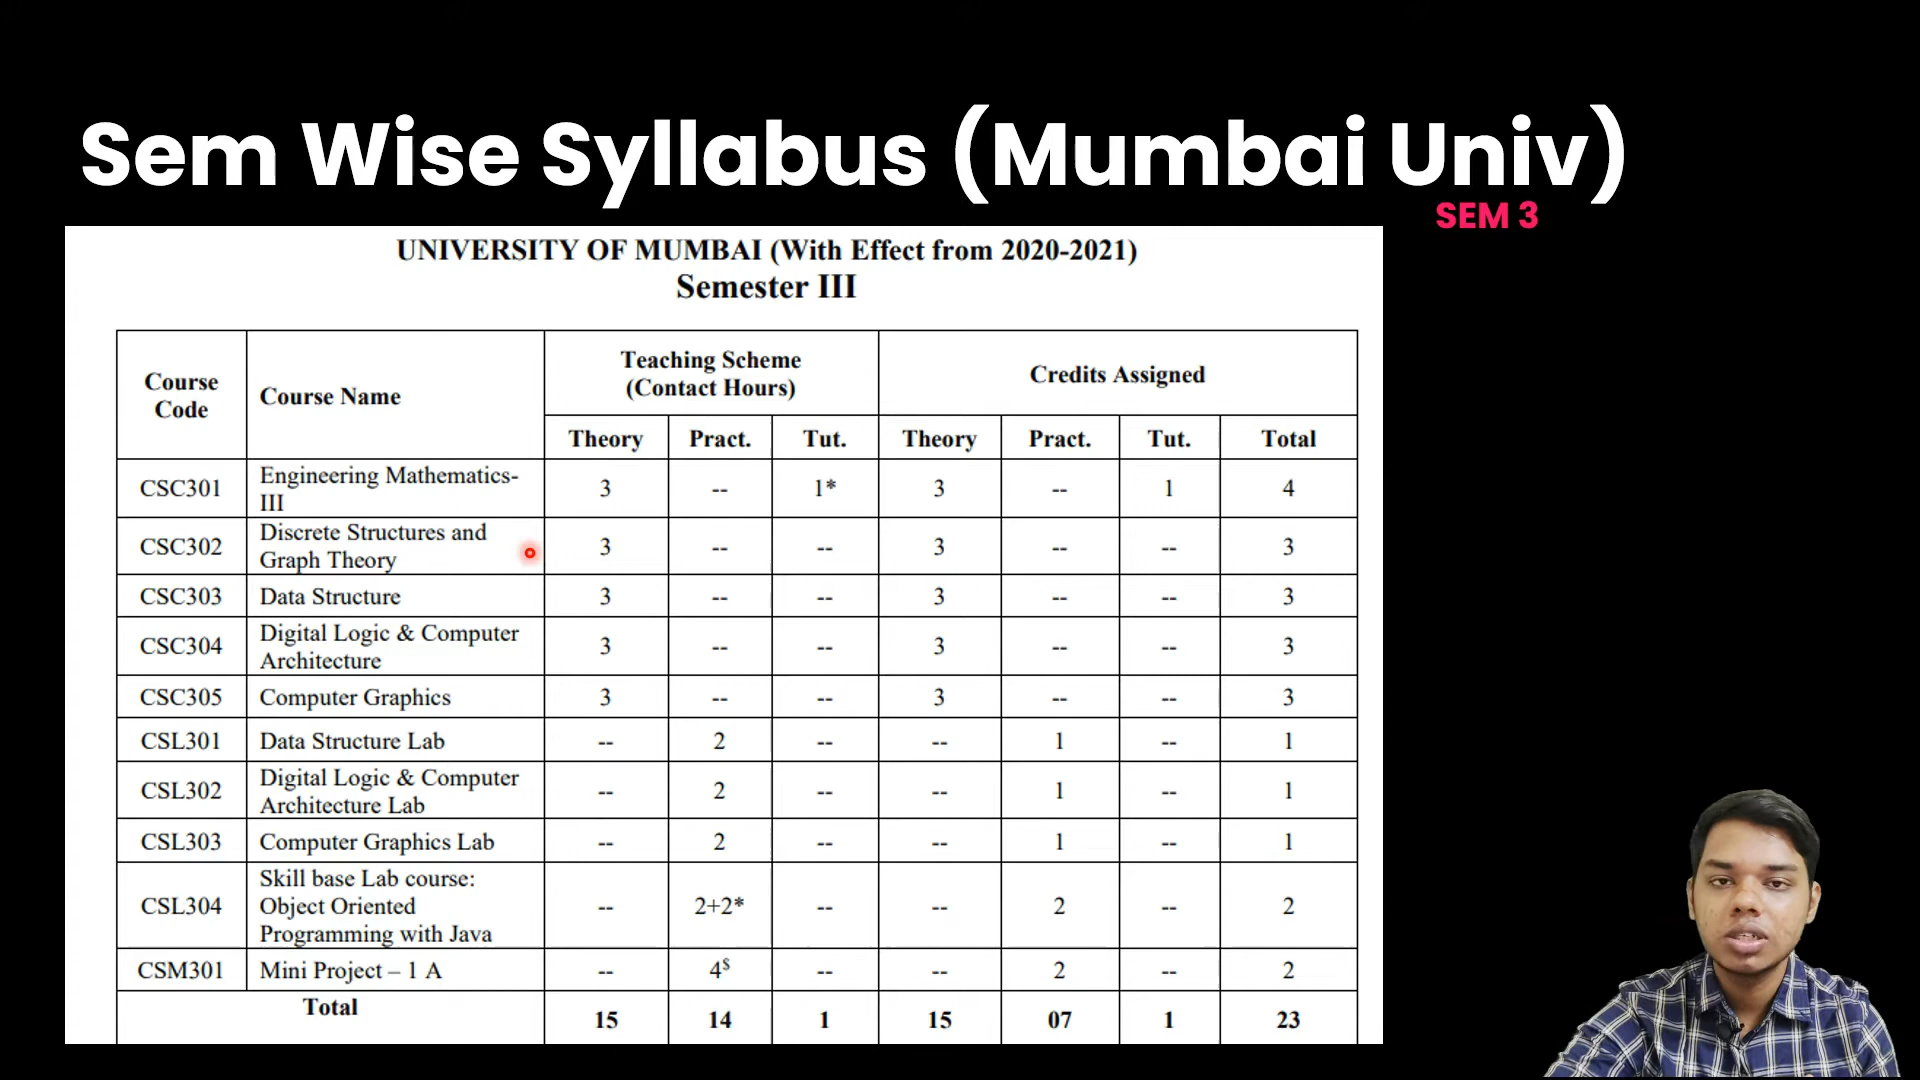 Sem Wise Syllabus (Mumbai Univ)
SEM 3
UNIVERSITY OF MUMBAI (With Effect from 2020-2021)
Semester III
Course Code Course Name Teaching Scheme (Contact Hours) Credits Assigned
Theory Pract. Tut. Theory Pract. Tut. Total
CSC301 Engineering Mathematics-III 3 -- 1* 3 -- 1 4
CSC302 Discrete Structures and Graph Theory 3 -- -- 3 -- -- 3
CSC303 Data Structure 3 -- -- 3 -- -- 3
CSC304 Digital Logic & Computer Architecture 3 -- -- 3 -- -- 3
CSC305 Computer Graphics 3 -- -- 3 -- -- 3
CSL301 Data Structure Lab -- 2 -- -- 1 -- 1
CSL302 Digital Logic & Computer Architecture Lab -- 2 -- -- 1 -- 1
CSL303 Computer Graphics Lab -- 2 -- -- 1 -- 1
CSL304 Skill base Lab course: Object Oriented Programming with Java -- 2+2* -- -- 2 -- 2
CSM301 Mini Project – 1 A -- 4$ -- -- 2 -- 2
Total 15 14 1 15 07 1 23